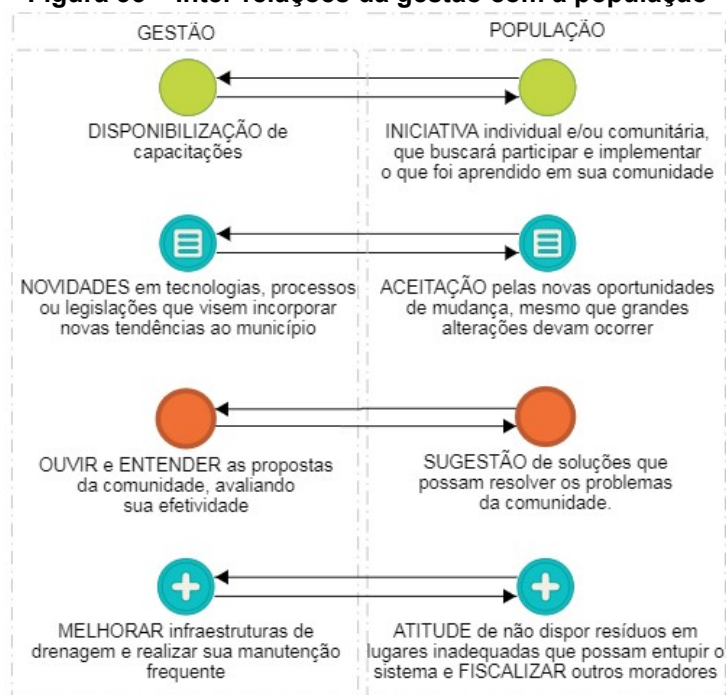 GESTÃO
POPULAÇÃO
DISPONIBILIZAÇÃO de
capacitações
INICIATIVA individual e/ou comunitária,
que buscará participar e implementar
o que foi aprendido em sua comunidade
NOVIDADES em tecnologias, processos
ou legislações que visem incorporar
novas tendências ao município
ACEITAÇÃO pelas novas oportunidades
de mudança, mesmo que grandes
alterações devam ocorrer
OUVIR e ENTENDER as propostas
da comunidade, avaliando
sua efetividade
SUGESTÃO de soluções que
possam resolver os problemas
da comunidade.
MELHORAR infraestruturas de
drenagem e realizar sua manutenção
frequente
ATITUDE de não dispor resíduos em
lugares inadequadas que possam entupir o
sistema e FISCALIZAR outros moradores